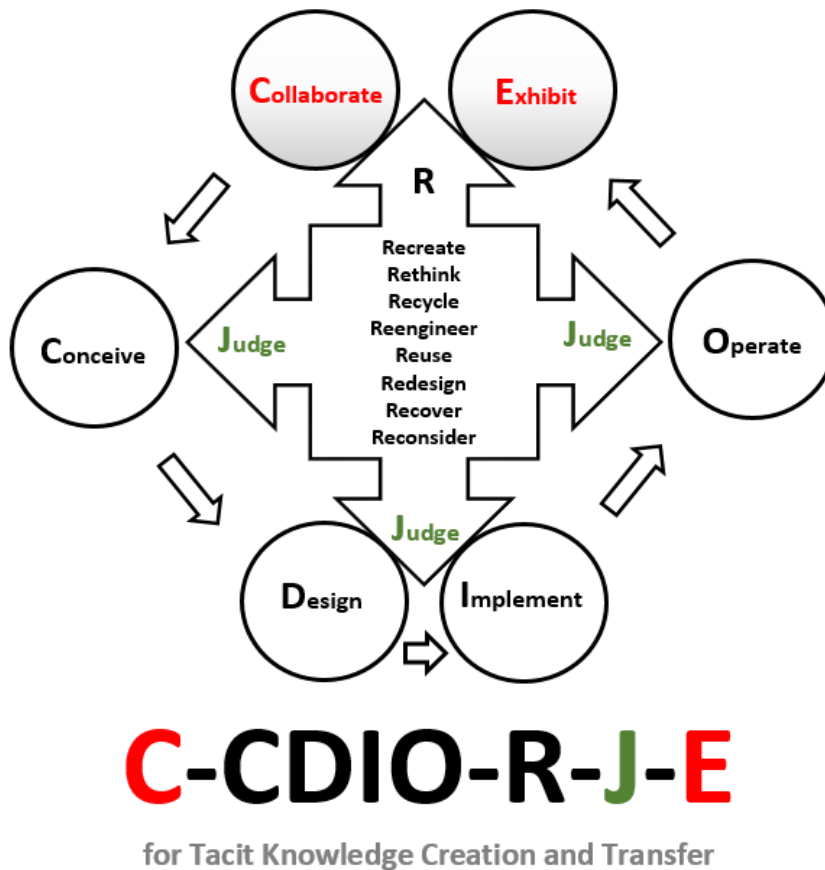 Collaborate
Exhibit
R
Recreate
Rethink
Recycle
Reengineer
Reuse
Redesign
Recover
Reconsider
Conceive
Judge
Judge
Operate
Judge
Design
Implement
C-CDIO-R-J-E
for Tacit Knowledge Creation and Transfer